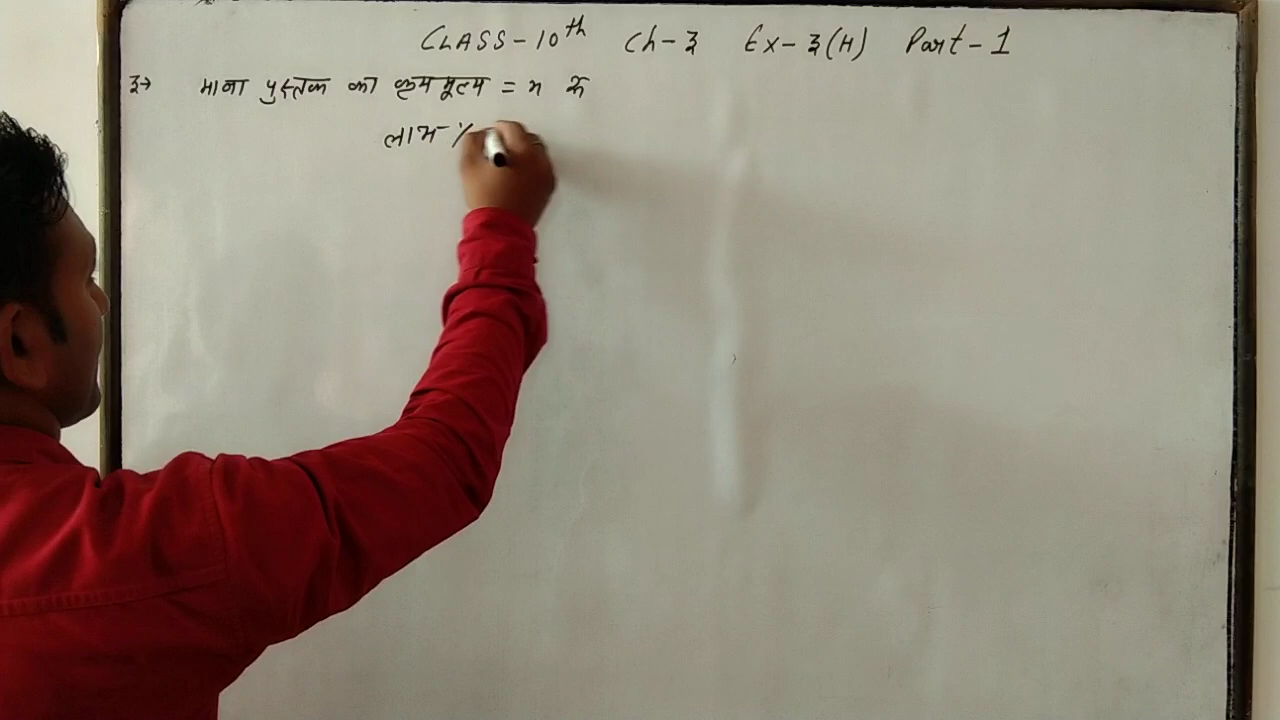 CLASS-10th Ch-3 Ex-3(H) Part-1
3→ माना पुस्तक का क्रयमूल्य = x रू
लाभ %